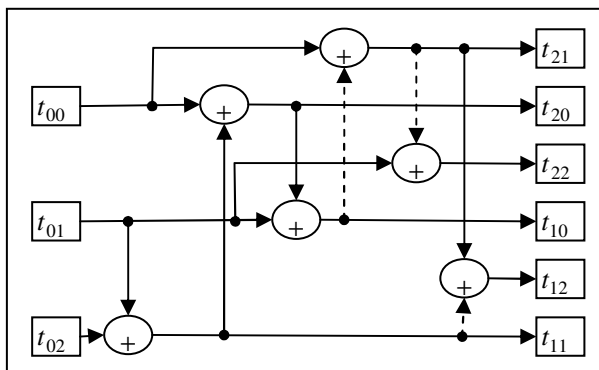 + t21
t00 + t20
+ t22
t01 + t10
+ t12
t02 + t11